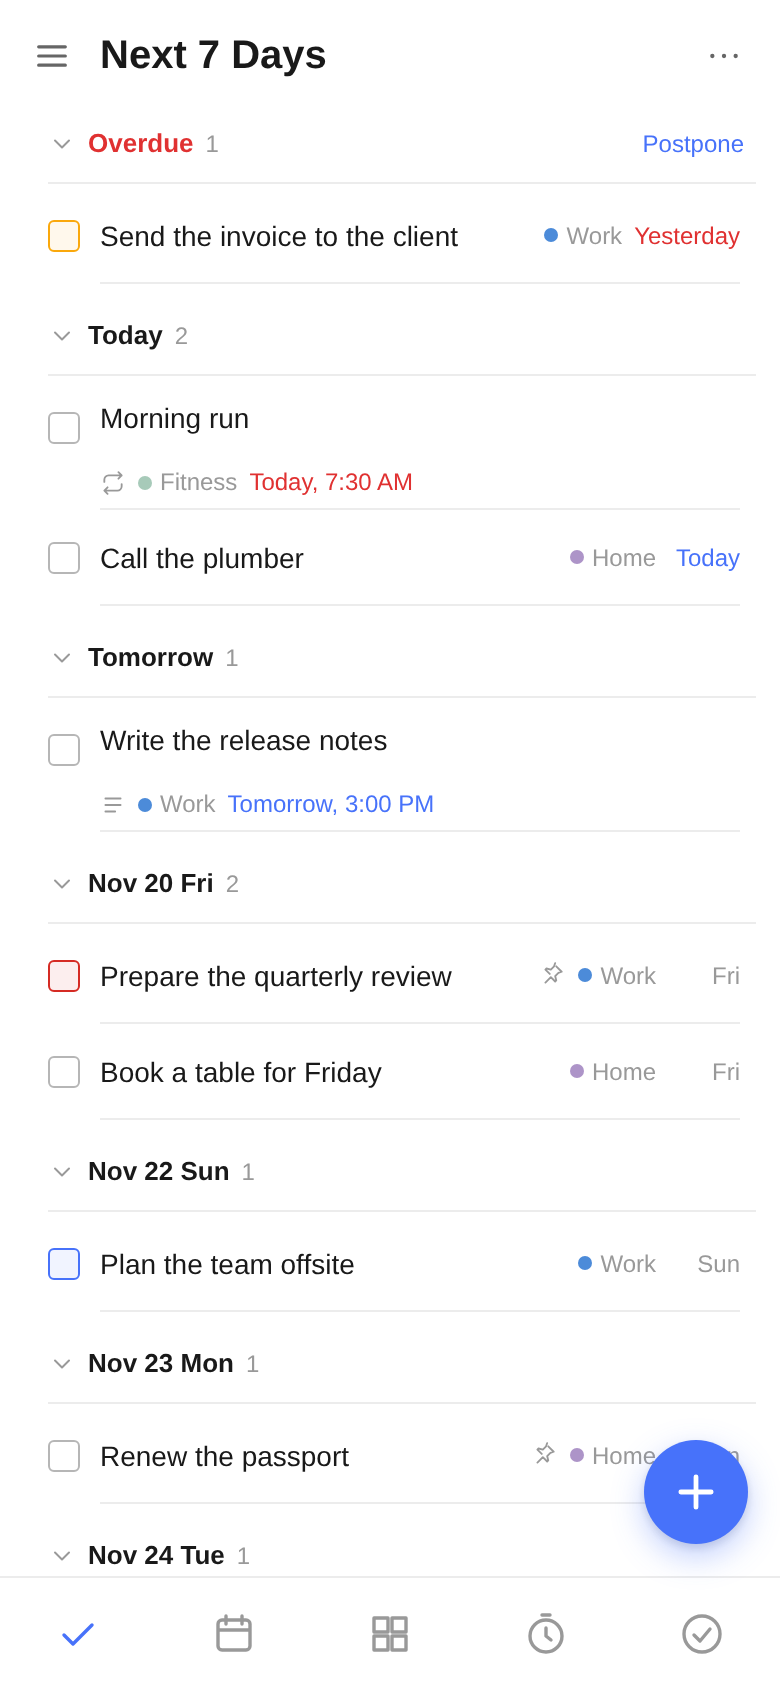 Next 7 Days
Overdue 1 Postpone
Send the invoice to the client Work Yesterday
Today 2
Morning run
Fitness Today, 7:30 AM
Call the plumber Home Today
Tomorrow 1
Write the release notes
Work Tomorrow, 3:00 PM
Nov 20 Fri 2
Prepare the quarterly review Work Fri
Book a table for Friday Home Fri
Nov 22 Sun 1
Plan the team offsite Work Sun
Nov 23 Mon 1
Renew the passport Home
Nov 24 Tue 1